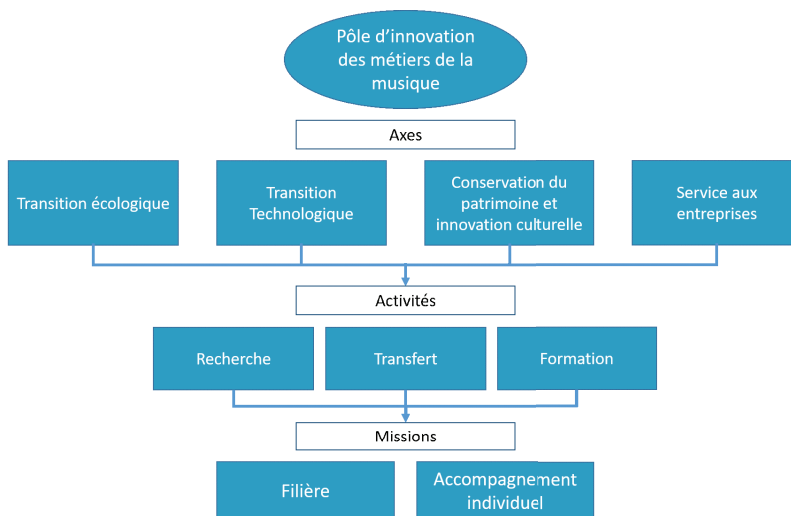 Pôle d'innovation
des métiers de la
musique
Axes
Transition écologique
Transition
Technologique
Conservation du
patrimoine et
innovation culturelle
Service aux
entreprises
Activités
Recherche
Transfert
Formation
Missions
Filière
Accompagnement
individuel